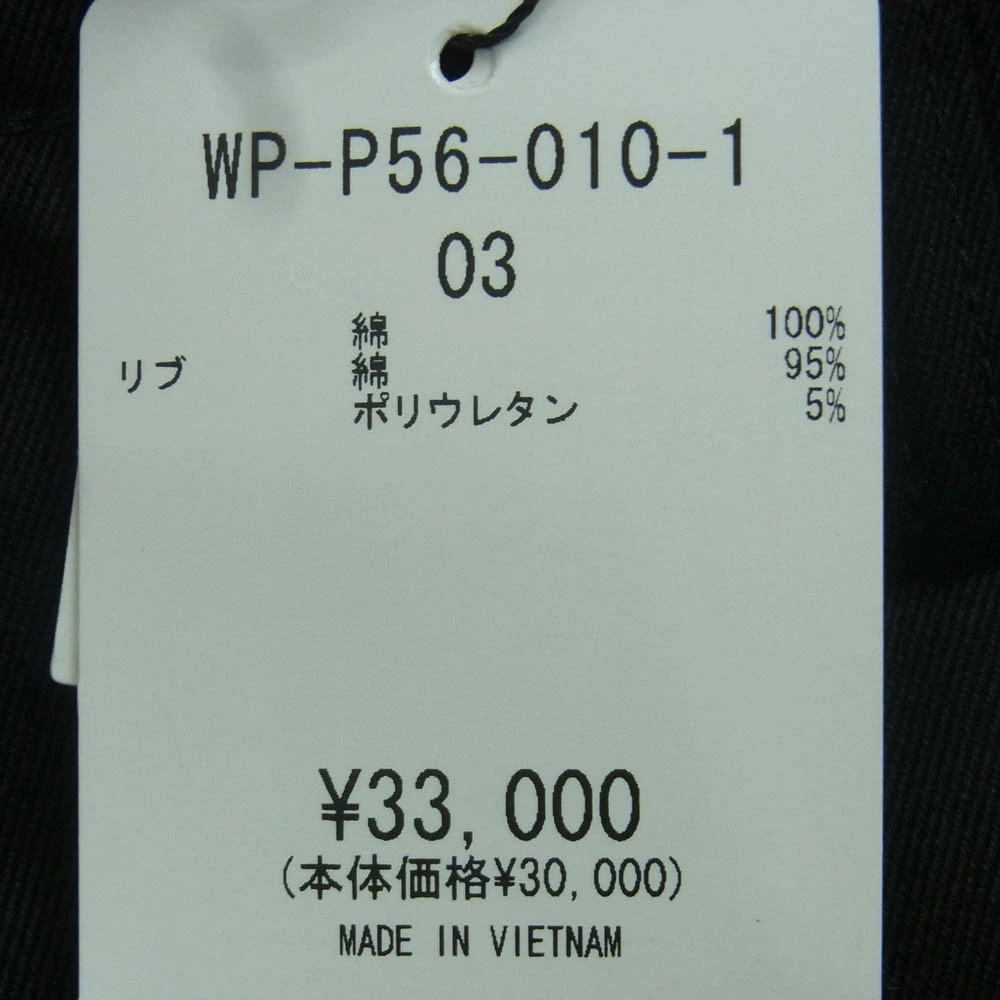 WP-P56-010-1
03
綿 100%
リブ 綿 95%
ポリウレタン 5%
¥33,000
(本体価格¥30,000)
MADE IN VIETNAM